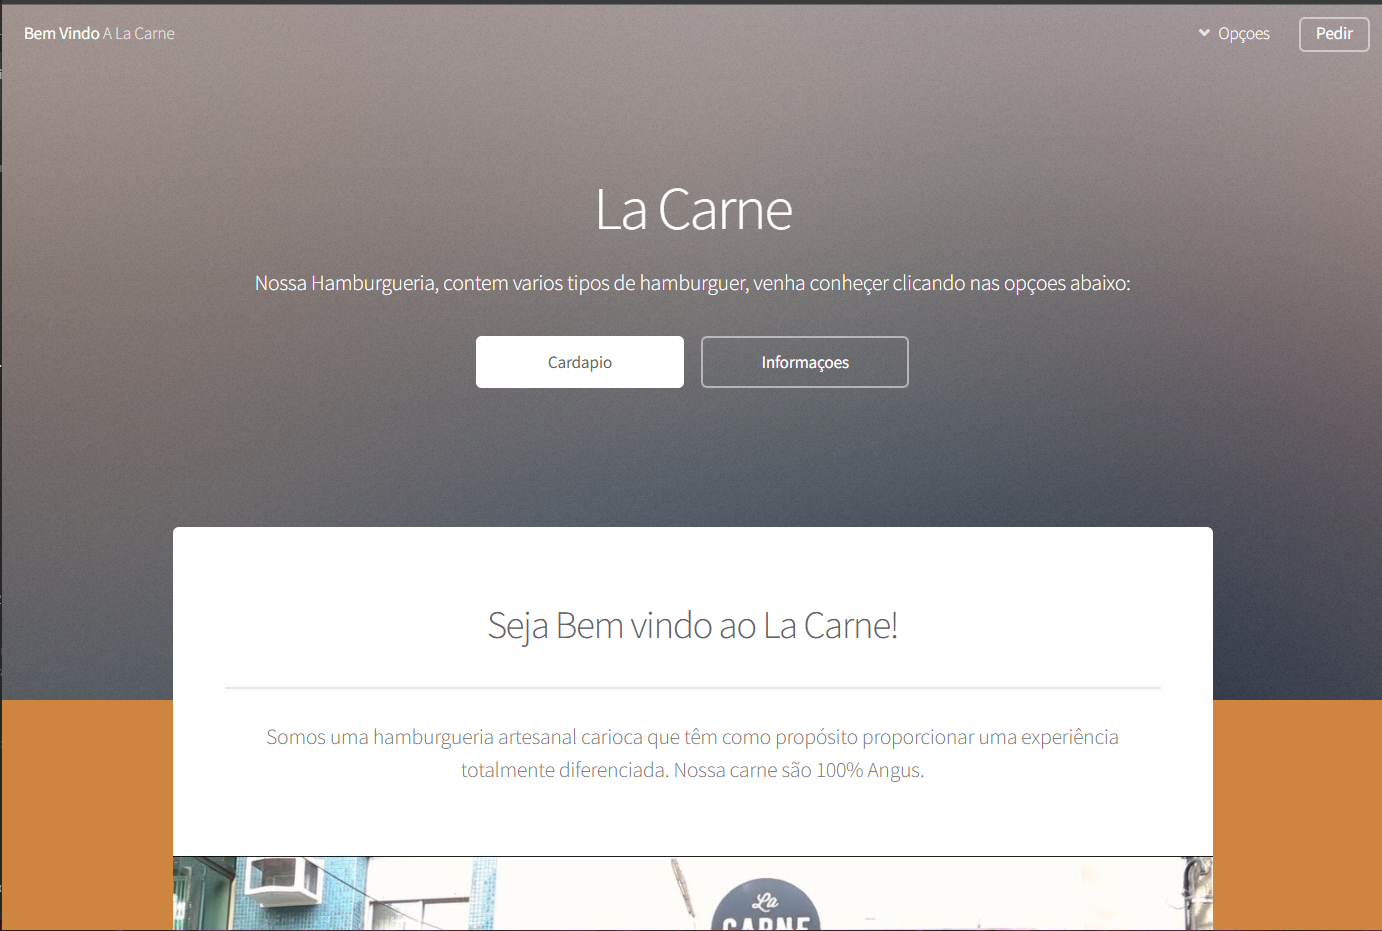 Bem Vindo A La Carne
Opçoes
Pedir
La Carne
Nossa Hamburgueria, contem varios tipos de hamburguer, venha conheçer clicando nas opçoes abaixo:
Cardapio
Informaçoes
Seja Bem vindo ao La Carne!
Somos uma hamburgueria artesanal carioca que têm como propósito proporcionar uma experiência
totalmente diferenciada. Nossa carne são 100% Angus.
La
CARNE